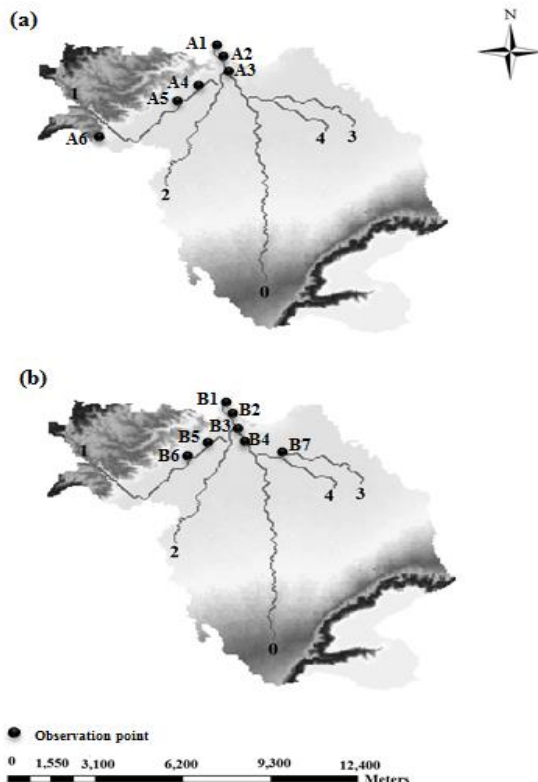 (a)
N
A1
A2
A3
A4
A5
1
A6
4
3
2
0
(b)
B1
B2
B3
B4
B5
B7
B6
1
4
3
2
0
Observation point
0 1,550 3,100 6,200 9,300 12,400
Meters